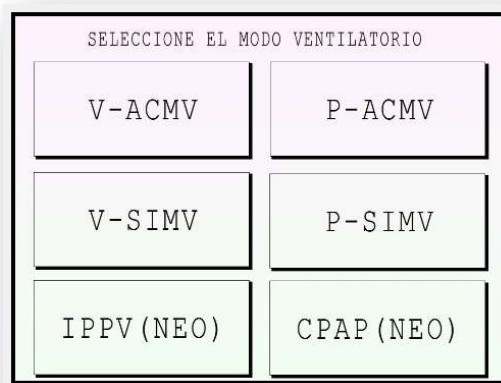 SELECCIONE EL MODO VENTILATORIO
V-ACMV P-ACMV
V-SIMV P-SIMV
IPPV(NEO) CPAP(NEO)